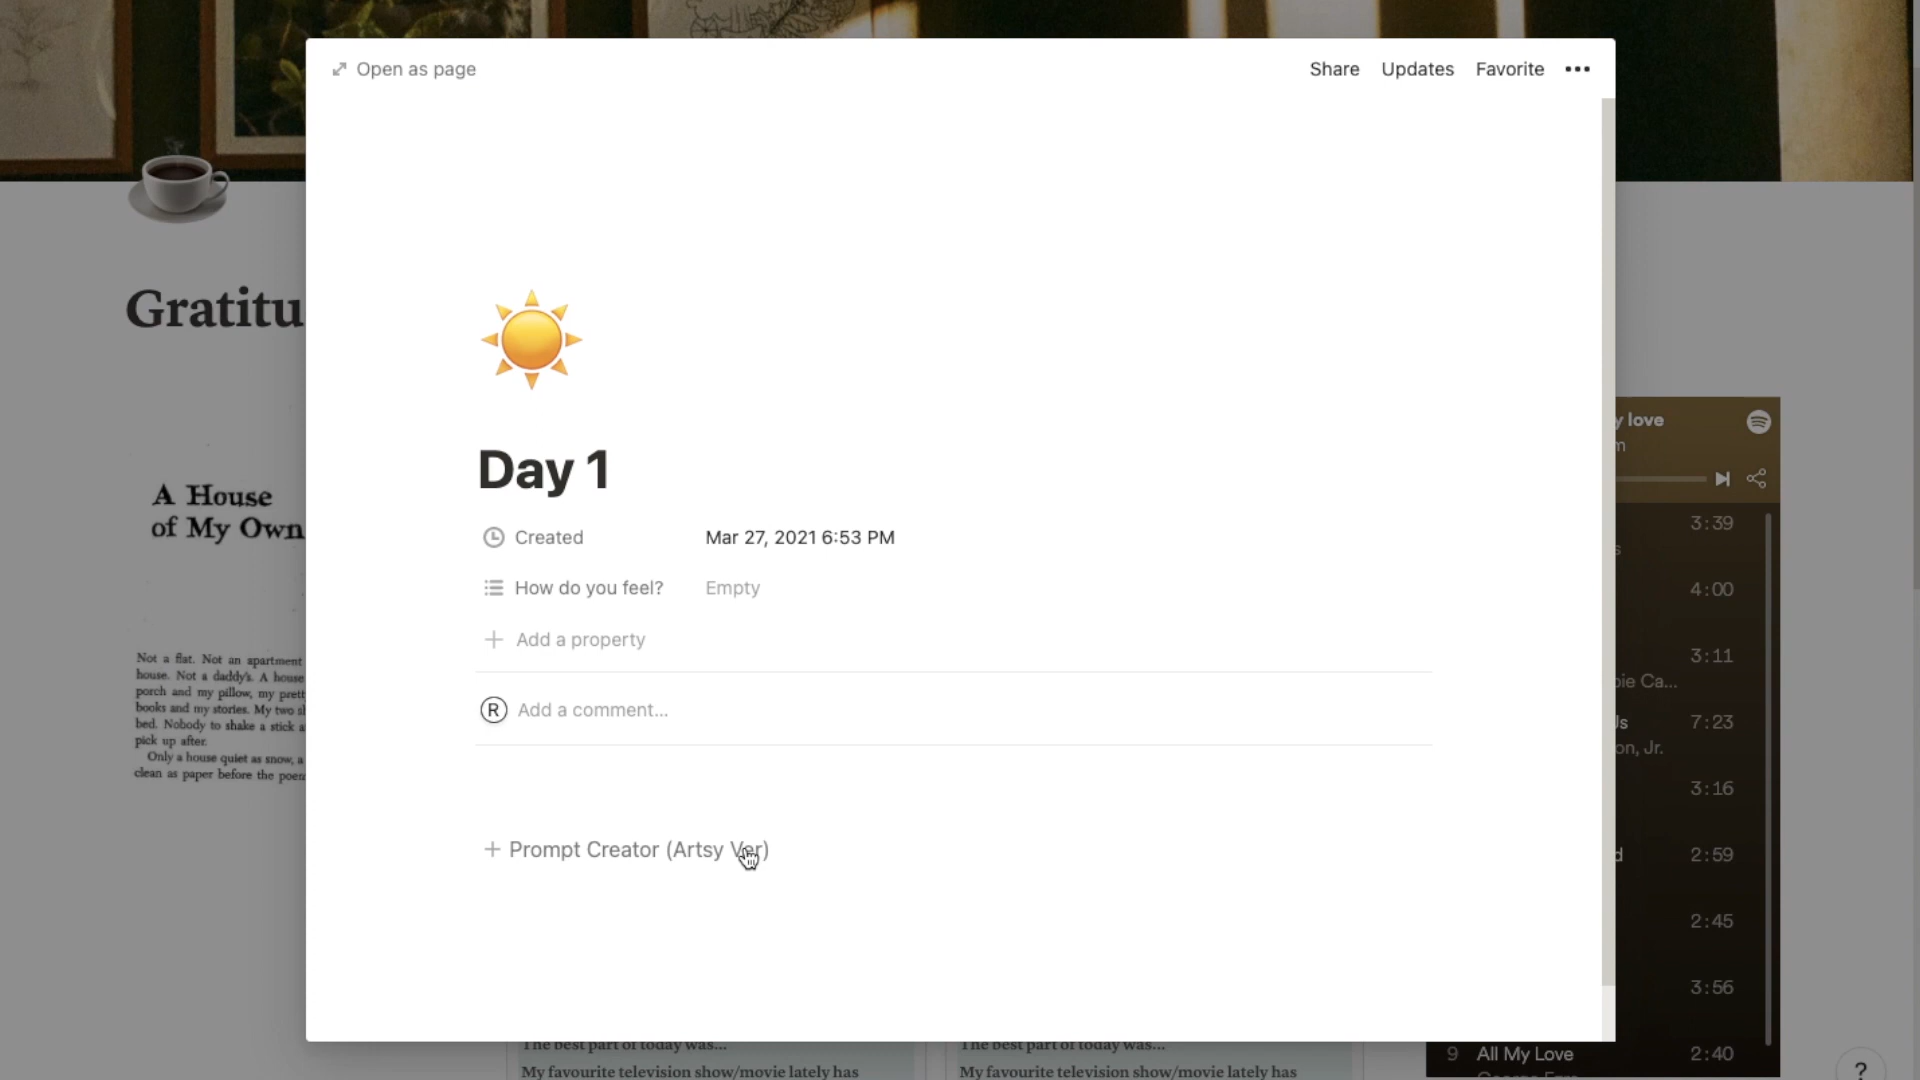 Open as page
Share Updates Favorite
Gratitu
Day 1
Created Mar 27, 2021 6:53 PM
How do you feel? Empty
Add a property
R Add a comment...
+ Prompt Creator (Artsy Ver)
A House
of My Own
Not a flat. Not an apartment
house. Not a daddy's. A house
porch and my pillow, my prett
books and my stories. My two sh
bed. Nobody to shake a stick a
pick up after.
Only a house quiet as snow, a
clean as paper before the poem
y love
m
3:39
s
4:00
3:11
bie Ca...
Us 7:23
on, Jr.
3:16
d 2:59
2:45
3:56
9 All My Love 2:40
George Ezra
The best part of today was...
My favourite television show/movie lately has
The best part of today was...
My favourite television show/movie lately has
?